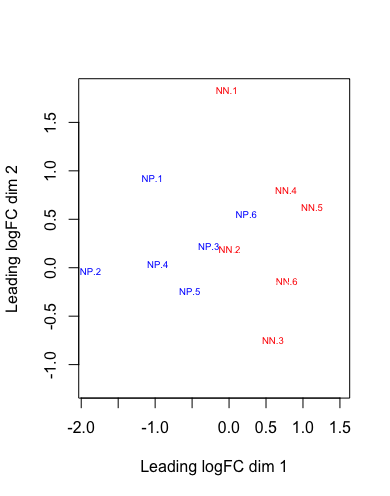 NN.1
NP.1
NN.4
NN.5
NP.6
NP.3
NN.2
NP.4
NP.2
NN.6
NP.5
NN.3
1.5
1.0
0.5
0.0
-0.5
-1.0
Leading logFC dim 2
-2.0 -1.0 0.0 0.5 1.0 1.5
Leading logFC dim 1